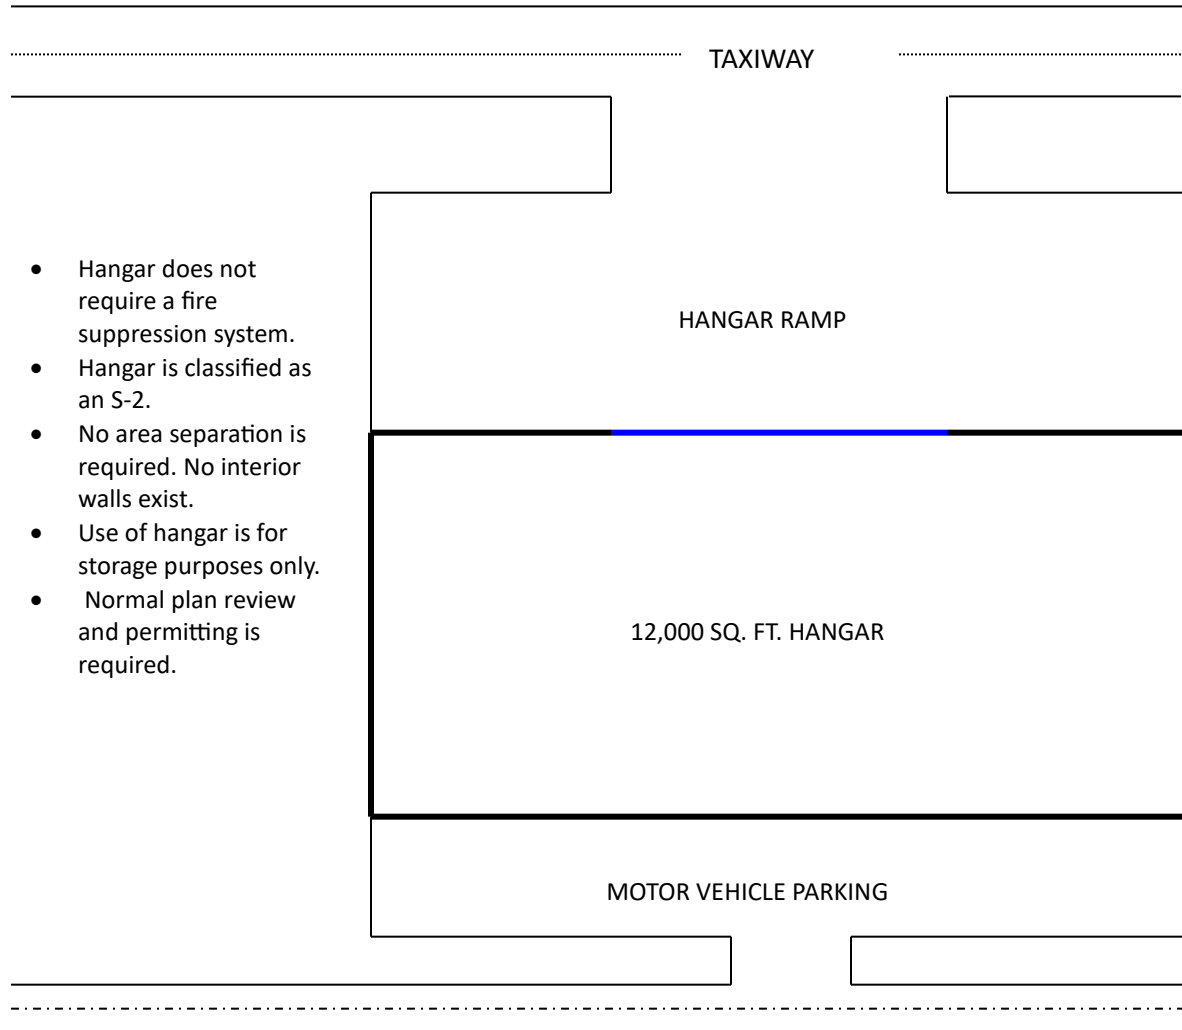 TAXIWAY
• Hangar does not
require a fire
suppression system.
• Hangar is classified as
an S-2.
• No area separation is
required. No interior
walls exist.
• Use of hangar is for
storage purposes only.
• Normal plan review
and permitting is
required.
HANGAR RAMP
12,000 SQ. FT. HANGAR
MOTOR VEHICLE PARKING